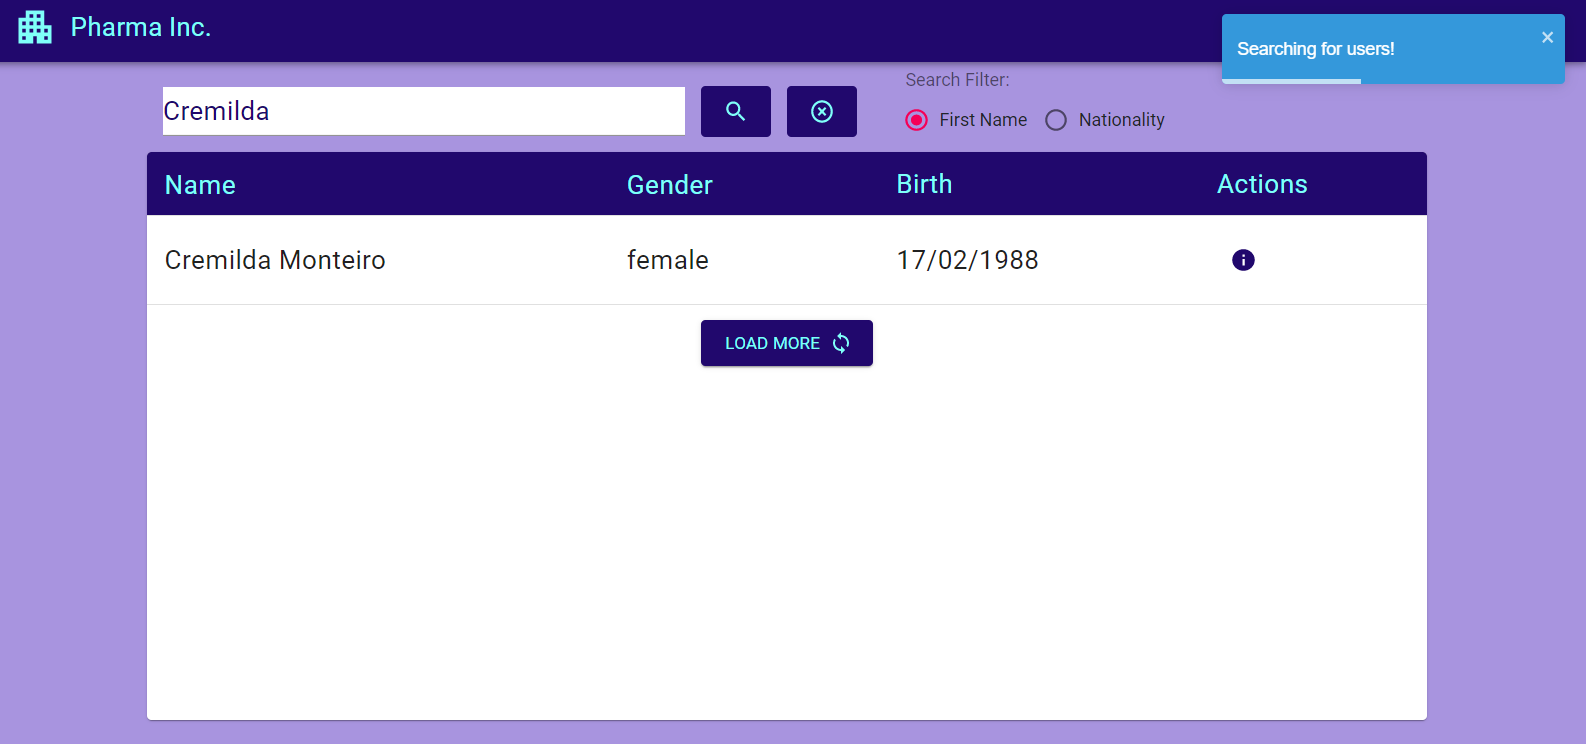 Pharma Inc.
Searching for users!
Search Filter:
Cremilda
First Name Nationality
Name Gender Birth Actions
Cremilda Monteiro female 17/02/1988
LOAD MORE